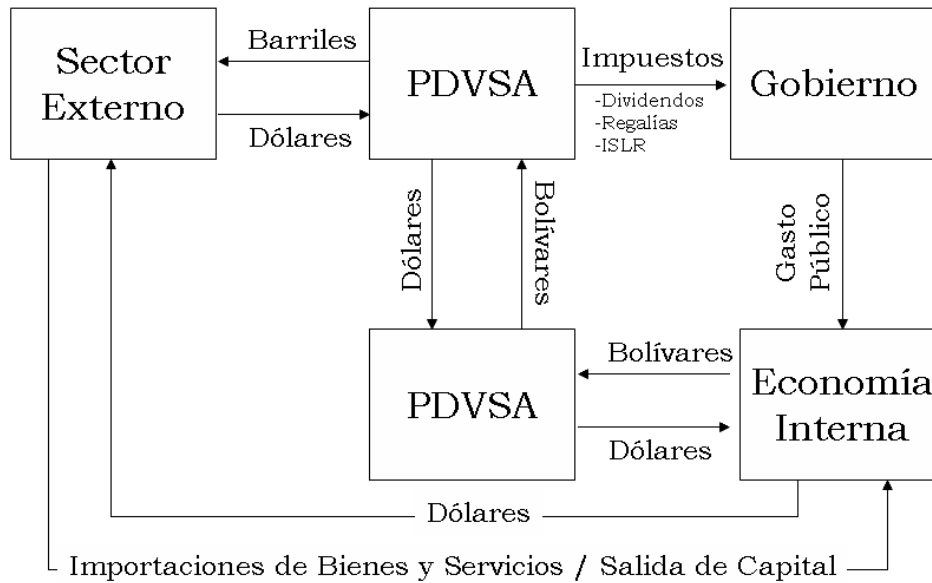 Sector
Externo
Barriles
Dólares
PDVSA
Impuestos
-Dividendos
-Regalías
-ISLR
Gobierno
Dólares
Bolívares
Gasto
Público
PDVSA
Bolívares
Dólares
Economía
Interna
Dólares
Importaciones de Bienes y Servicios / Salida de Capital